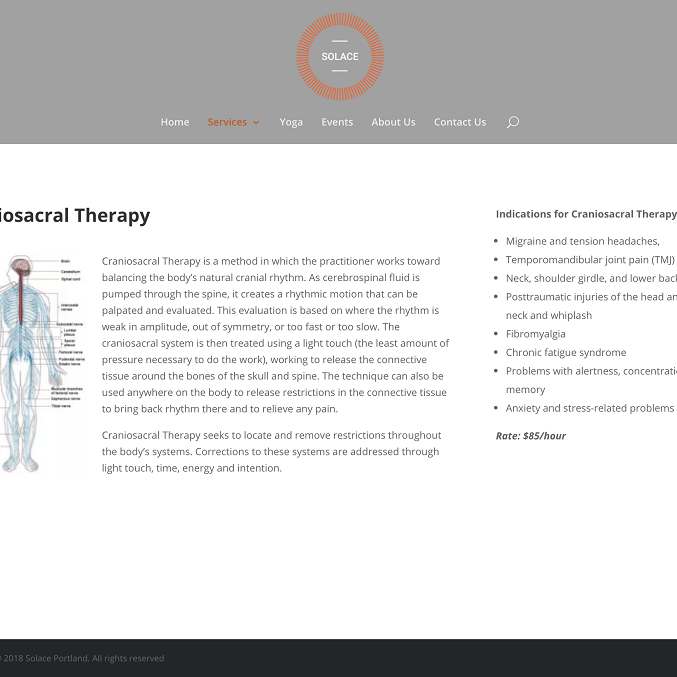 SOLACE
Home Services Yoga Events About Us Contact Us
iosacral Therapy
Brain
Cerebellum
Spinal cord
Intercostal
nerves
Subcostal nerve
Lumbar
plexus
Sacral
plexus
Femoral nerve
Pudendal nerve
Sciatic nerve
Muscular branches
of femoral nerve
Saphenous nerve
Tibial nerve
Craniosacral Therapy is a method in which the practitioner works toward
balancing the body's natural cranial rhythm. As cerebrospinal fluid is
pumped through the spine, it creates a rhythmic motion that can be
palpated and evaluated. This evaluation is based on where the rhythm is
weak in amplitude, out of symmetry, or too fast or too slow. The
craniosacral system is then treated using a light touch (the least amount of
pressure necessary to do the work), working to release the connective
tissue around the bones of the skull and spine. The technique can also be
used anywhere on the body to release restrictions in the connective tissue
to bring back rhythm there and to relieve any pain.
Craniosacral Therapy seeks to locate and remove restrictions throughout
the body's systems. Corrections to these systems are addressed through
light touch, time, energy and intention.
Indications for Craniosacral Therapy
Migraine and tension headaches,
Temporomandibular joint pain (TMJ)
Neck, shoulder girdle, and lower back
Posttraumatic injuries of the head an
neck and whiplash
Fibromyalgia
Chronic fatigue syndrome
Problems with alertness, concentrati
memory
Anxiety and stress-related problems
Rate: $85/hour
© 2018 Solace Portland. All rights reserved